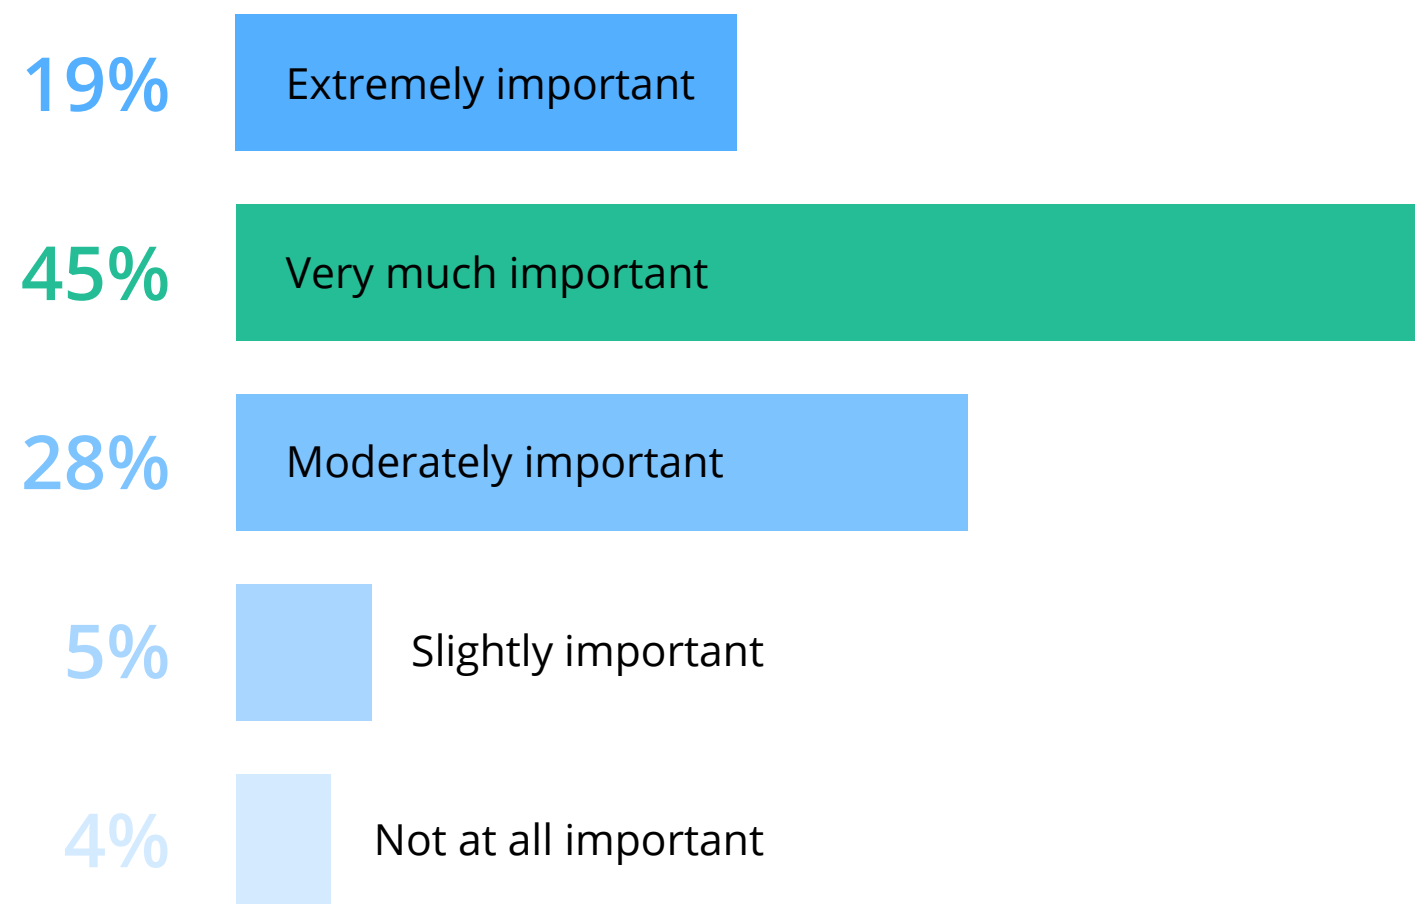 19% Extremely important
45% Very much important
28% Moderately important
5% Slightly important
4% Not at all important